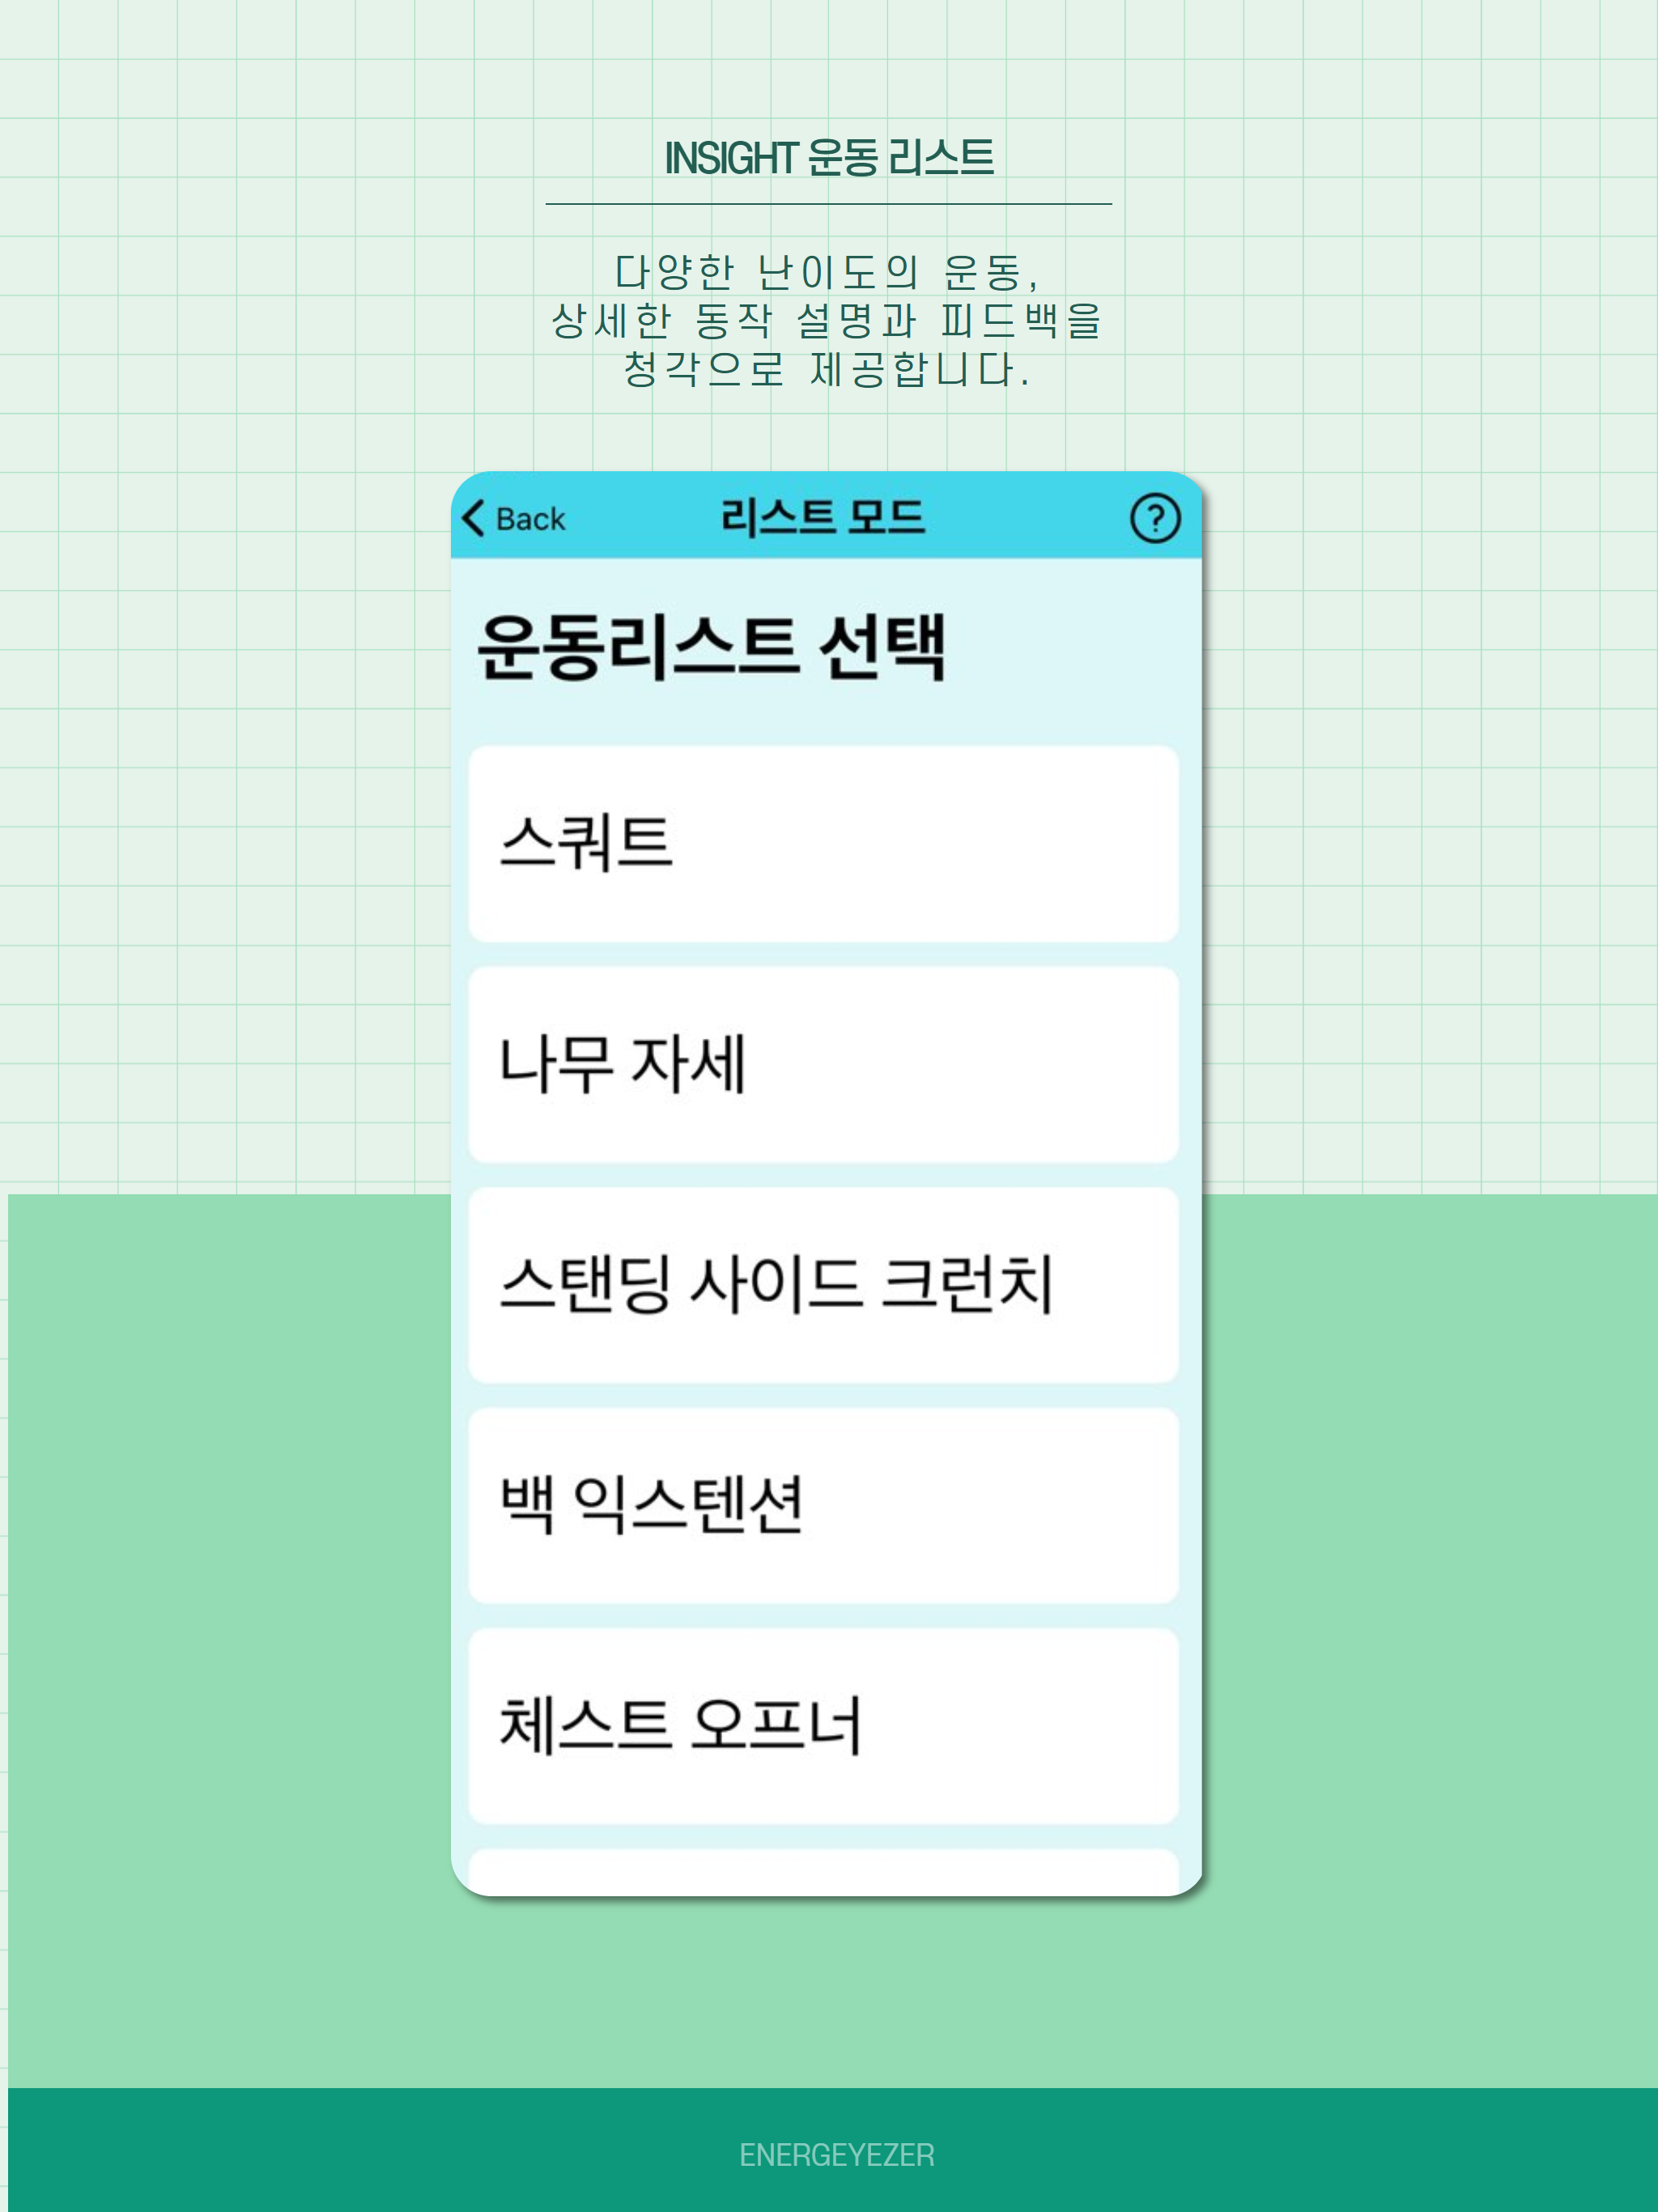 INSIGHT 운동 리스트
다양한 난이도의 운동,
상세한 동작 설명과 피드백을
청각으로 제공합니다.
Back 리스트 모드 ?
운동리스트 선택
스쿼트
나무 자세
스탠딩 사이드 크런치
백 익스텐션
체스트 오프너
ENERGEYEZER